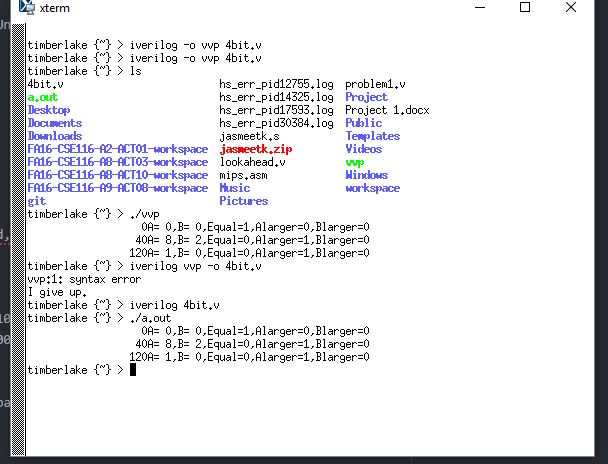 xterm
Un
timberlake {~} > iverilog -o vvp 4bit.v
timberlake {~} > iverilog -o vvp 4bit.v
timberlake {~} > ls
4bit.v hs_err_pid12755.log problem1.v
a.out hs_err_pid14325.log Project
Desktop hs_err_pid17593.log Project 1.docx
Documents hs_err_pid30384.log Public
Downloads jasmeetk.s Templates
FA16-CSE116-A2-ACT01-workspace jasmeetk.zip Videos
FA16-CSE116-A8-ACT03-workspace lookahead.v vvp
FA16-CSE116-A8-ACT10-workspace mips.asm Windows
FA16-CSE116-A9-ACT08-workspace Music workspace
git Pictures
timberlake {~} > ./vvp
0A= 0,B= 0,Equal=1,Alarger=0,Blarger=0
d, 40A= 8,B= 2,Equal=0,Alarger=1,Blarger=0
120A= 1,B= 0,Equal=0,Alarger=1,Blarger=0
timberlake {~} > iverilog vvp -o 4bit.v
vvp:1: syntax error
I give up.
timberlake {~} > iverilog 4bit.v
10 timberlake {~} > ./a.out
00 0A= 0,B= 0,Equal=1,Alarger=0,Blarger=0
40A= 8,B= 2,Equal=0,Alarger=1,Blarger=0
120A= 1,B= 0,Equal=0,Alarger=1,Blarger=0
timberlake {~} >
pa